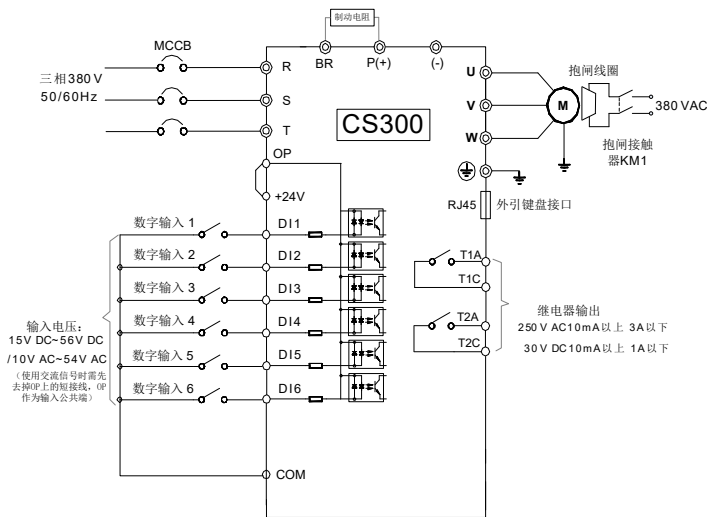 制动电阻
MCCB
BR
P(+)
(-)
三相380V
50/60Hz
R
S
T
CS300
U
V
W
M
抱闸线圈
380 VAC
抱闸接触
器KM1
OP
+24V
RJ45
外引键盘接口
数字输入 1
DI1
数字输入 2
DI2
数字输入 3
DI3
数字输入 4
DI4
数字输入 5
DI5
数字输入 6
DI6
COM
输入电压:
15V DC~56V DC
/10V AC~54V AC
（使用交流信号时需先
去掉OP上的短接线，OP
作为输入公共端）
T1A
T1C
T2A
T2C
继电器输出
250V AC10mA以上 3A以下
30V DC10mA以上 1A以下